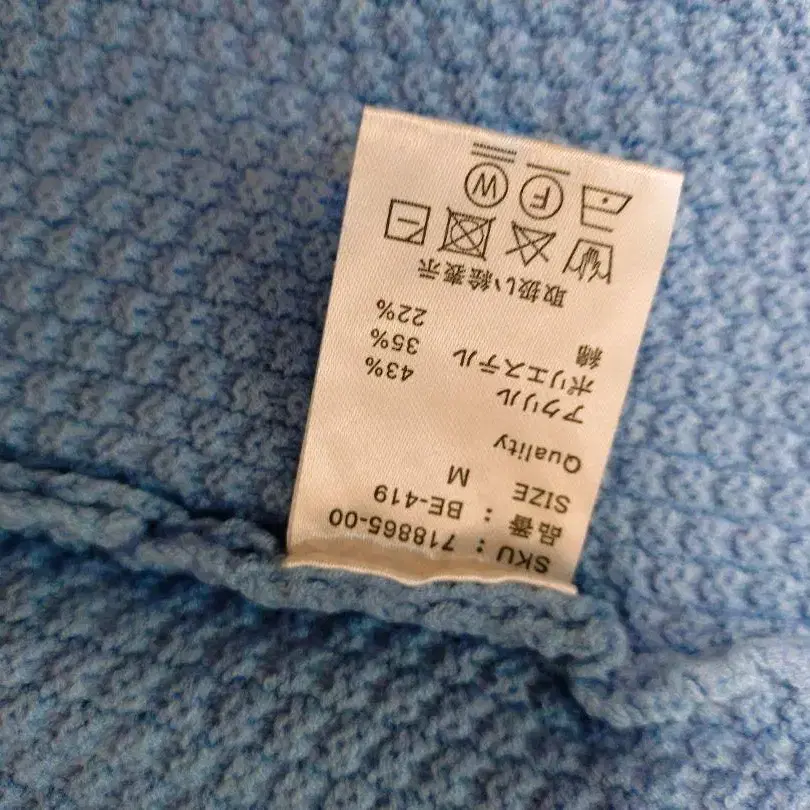 SKU : 718865-00
品番 : BE-419
SIZE M
Quality
アクリル 43%
ポリエステル 35%
綿 22%
取扱い絵表示
F
W